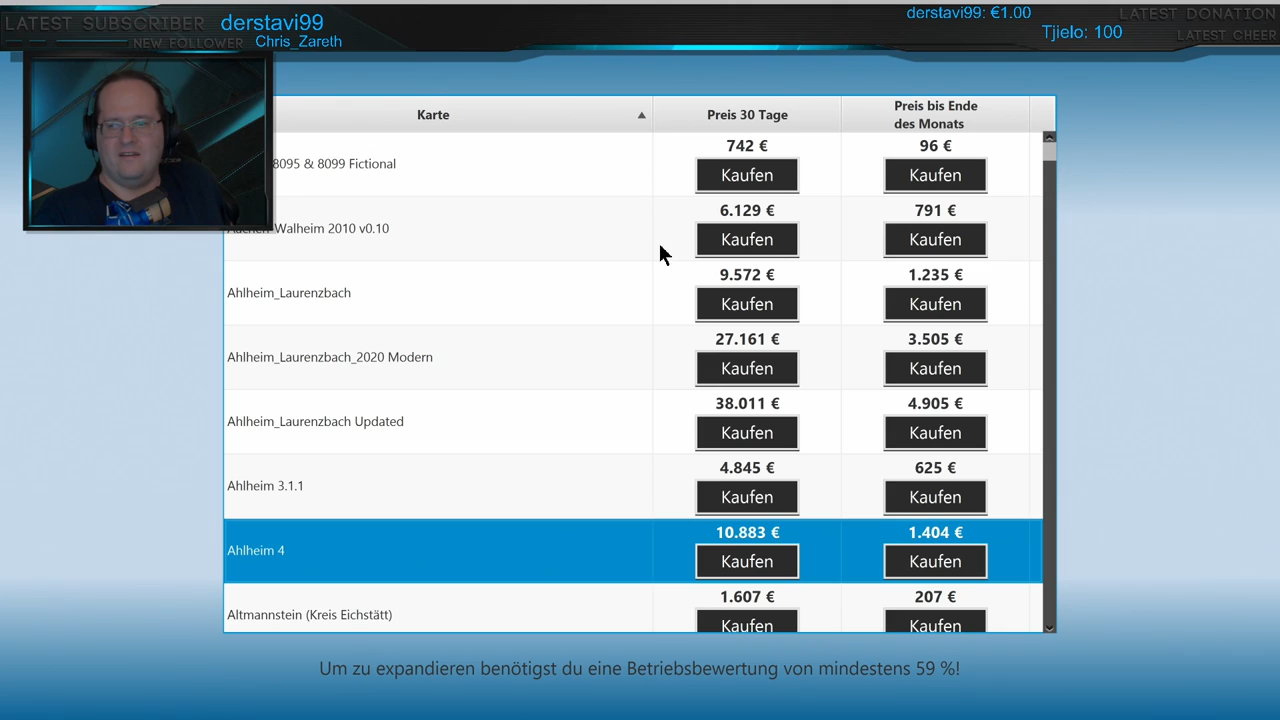 LATEST SUBSCRIBER derstavi99
NEW FOLLOWER Chris_Zareth
derstavi99: €1.00 LATEST DONATION
Tjielo: 100 LATEST CHEER
Karte Preis 30 Tage Preis bis Ende
des Monats
8095 & 8099 Fictional 742 € 96 €
Kaufen Kaufen
Walheim 2010 v0.10 6.129 € 791 €
Kaufen Kaufen
Ahlheim_Laurenzbach 9.572 € 1.235 €
Kaufen Kaufen
Ahlheim_Laurenzbach_2020 Modern 27.161 € 3.505 €
Kaufen Kaufen
Ahlheim_Laurenzbach Updated 38.011 € 4.905 €
Kaufen Kaufen
Ahlheim 3.1.1 4.845 € 625 €
Kaufen Kaufen
Ahlheim 4 10.883 € 1.404 €
Kaufen Kaufen
Altmannstein (Kreis Eichstätt) 1.607 € 207 €
Kaufen Kaufen
Um zu expandieren benötigst du eine Betriebsbewertung von mindestens 59 %!